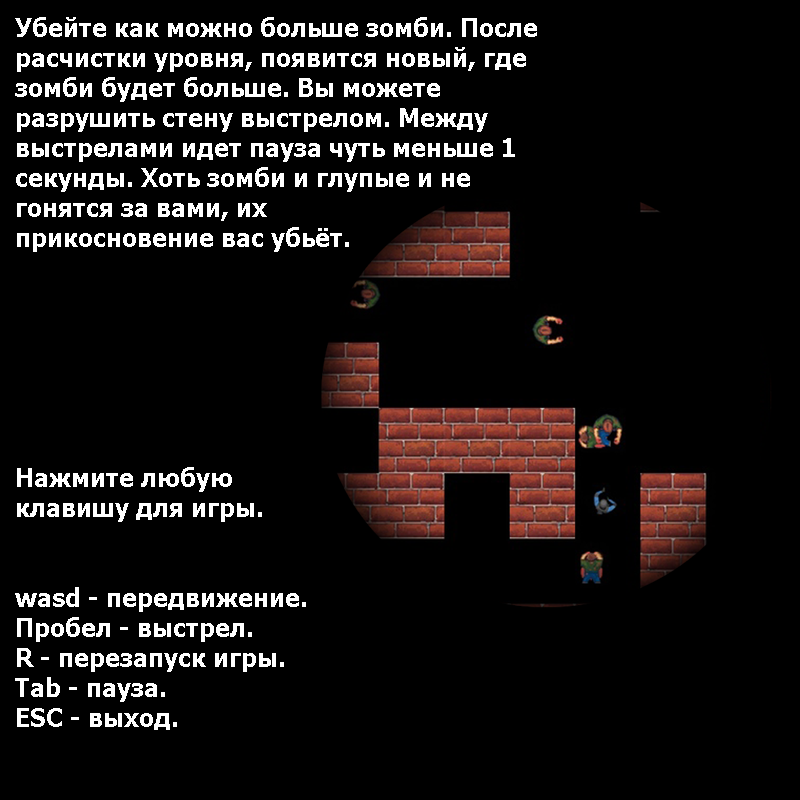 Убейте как можно больше зомби. После
расчистки уровня, появится новый, где
зомби будет больше. Вы можете
разрушить стену выстрелом. Между
выстрелами идет пауза чуть меньше 1
секунды. Хоть зомби и глупые и не
гонятся за вами, их
прикосновение вас убьёт.
Нажмите любую
клавишу для игры.
wasd - передвижение.
Пробел - выстрел.
R - перезапуск игры.
Tab - пауза.
ESC - выход.